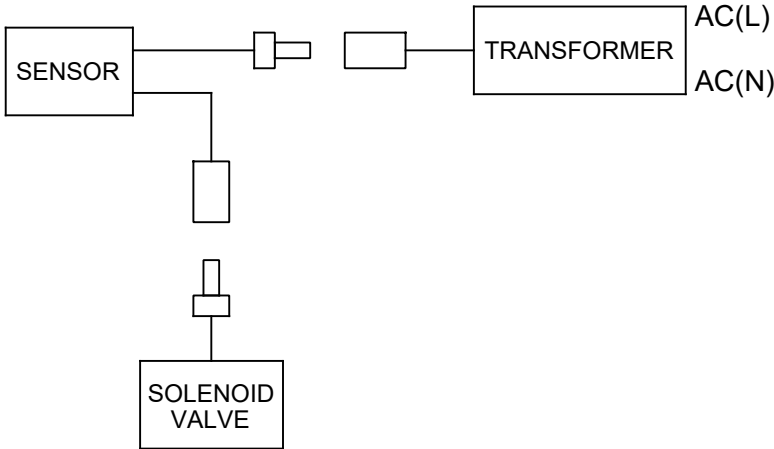 AC(L)
SENSOR
TRANSFORMER
AC(N)
SOLENOID
VALVE